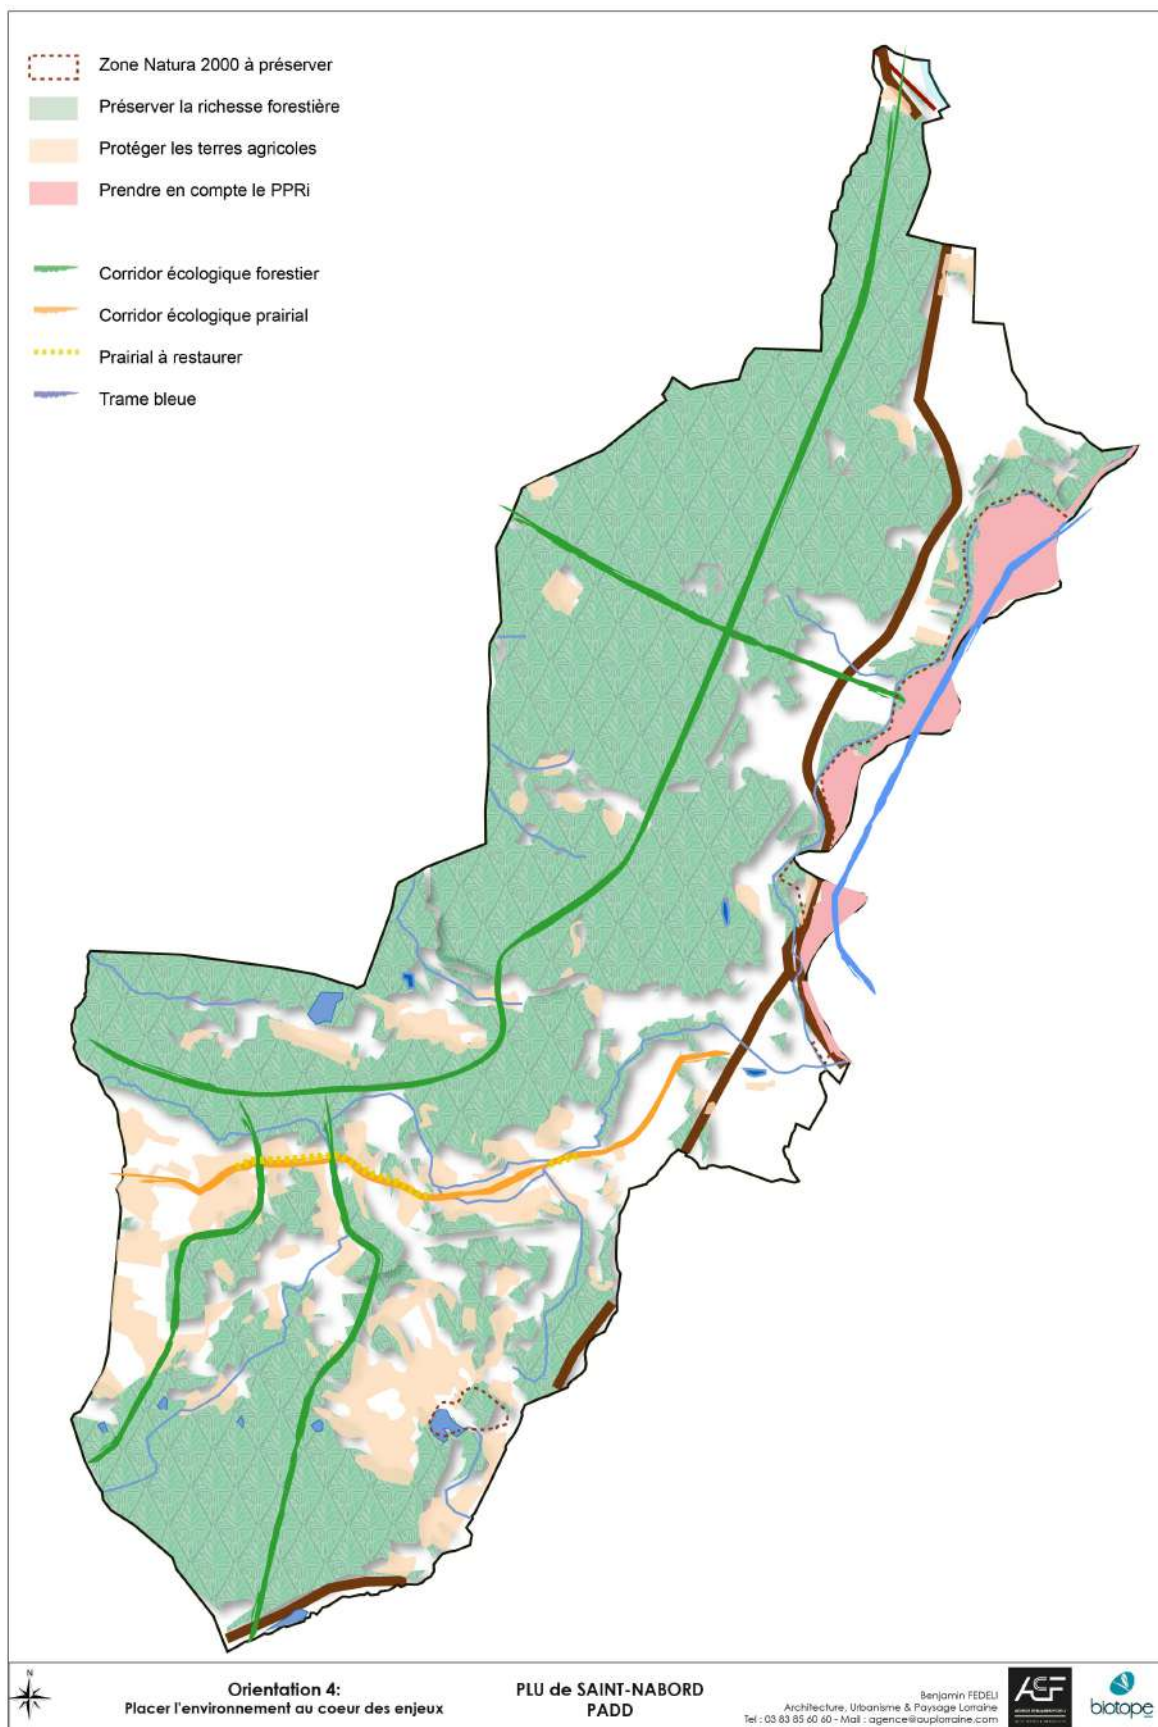 Zone Natura 2000 à préserver
Préserver la richesse forestière
Protéger les terres agricoles
Prendre en compte le PPRi
Corridor écologique forestier
Corridor écologique prairial
Prairial à restaurer
Trame bleue
N
Orientation 4:
Placer l'environnement au coeur des enjeux
PLU de SAINT-NABORD
PADD
Benjamin FEDELI
Architecture, Urbanisme & Paysage Lorraine
Tel : 03 83 85 60 60 - Mail : agence@auplorraine.com
biotope